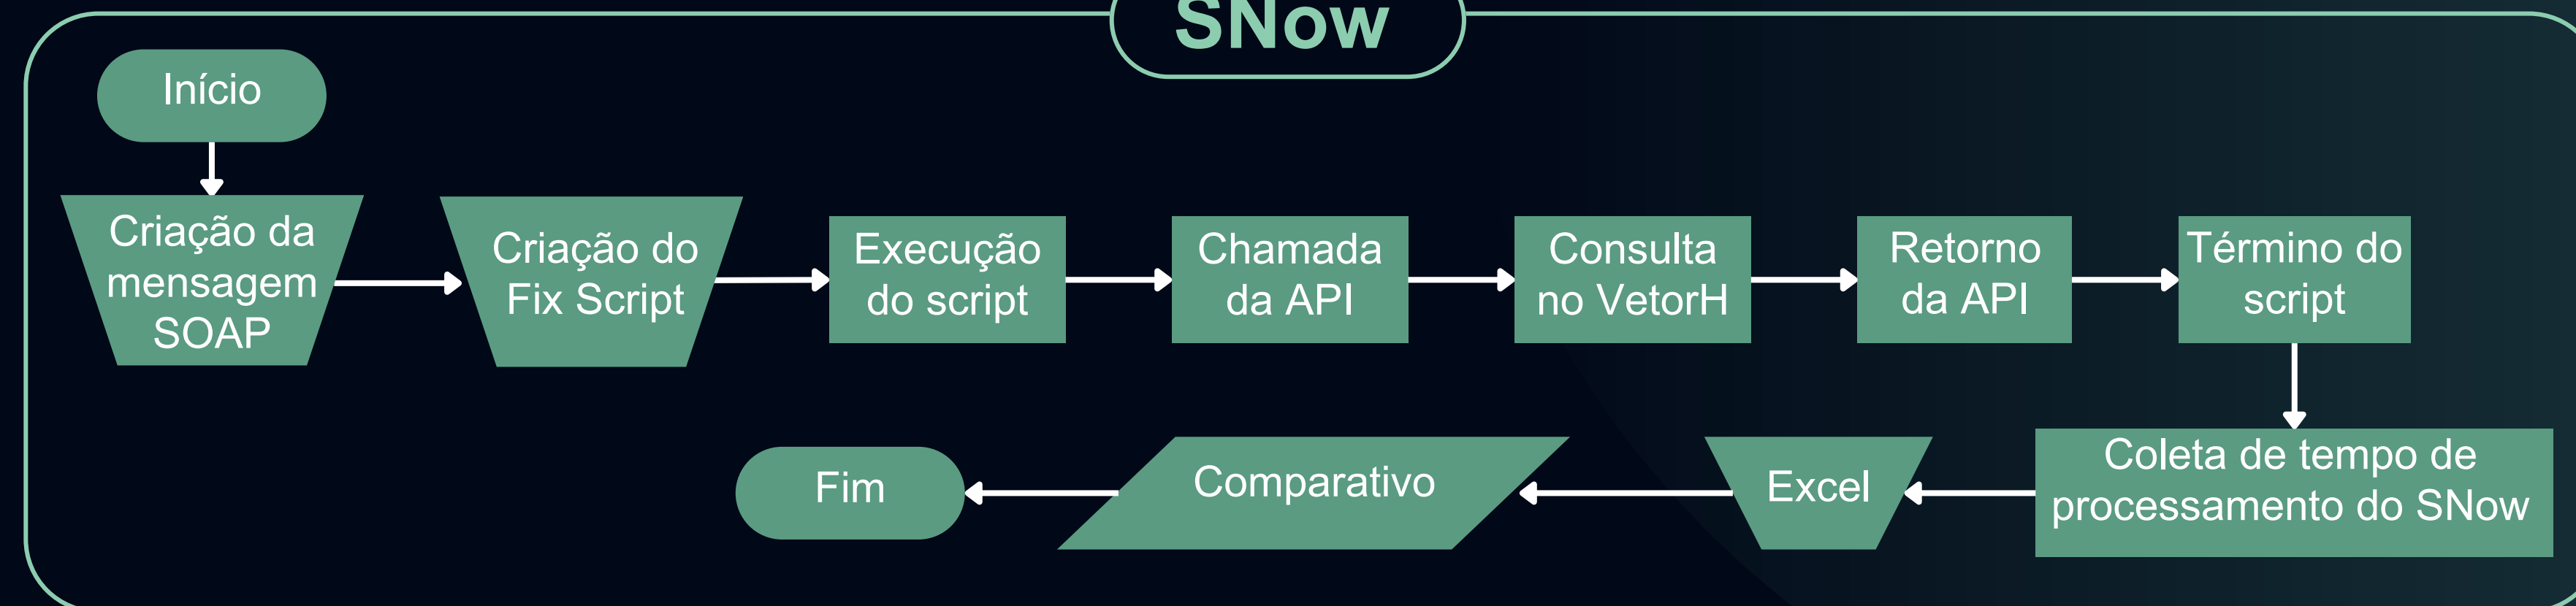 SNow
Início
Criação da
mensagem
SOAP
Criação do
Fix Script
Execução
do script
Chamada
da API
Consulta
no VetorH
Retorno
da API
Término do
script
Coleta de tempo de
processamento do SNow
Excel
Comparativo
Fim